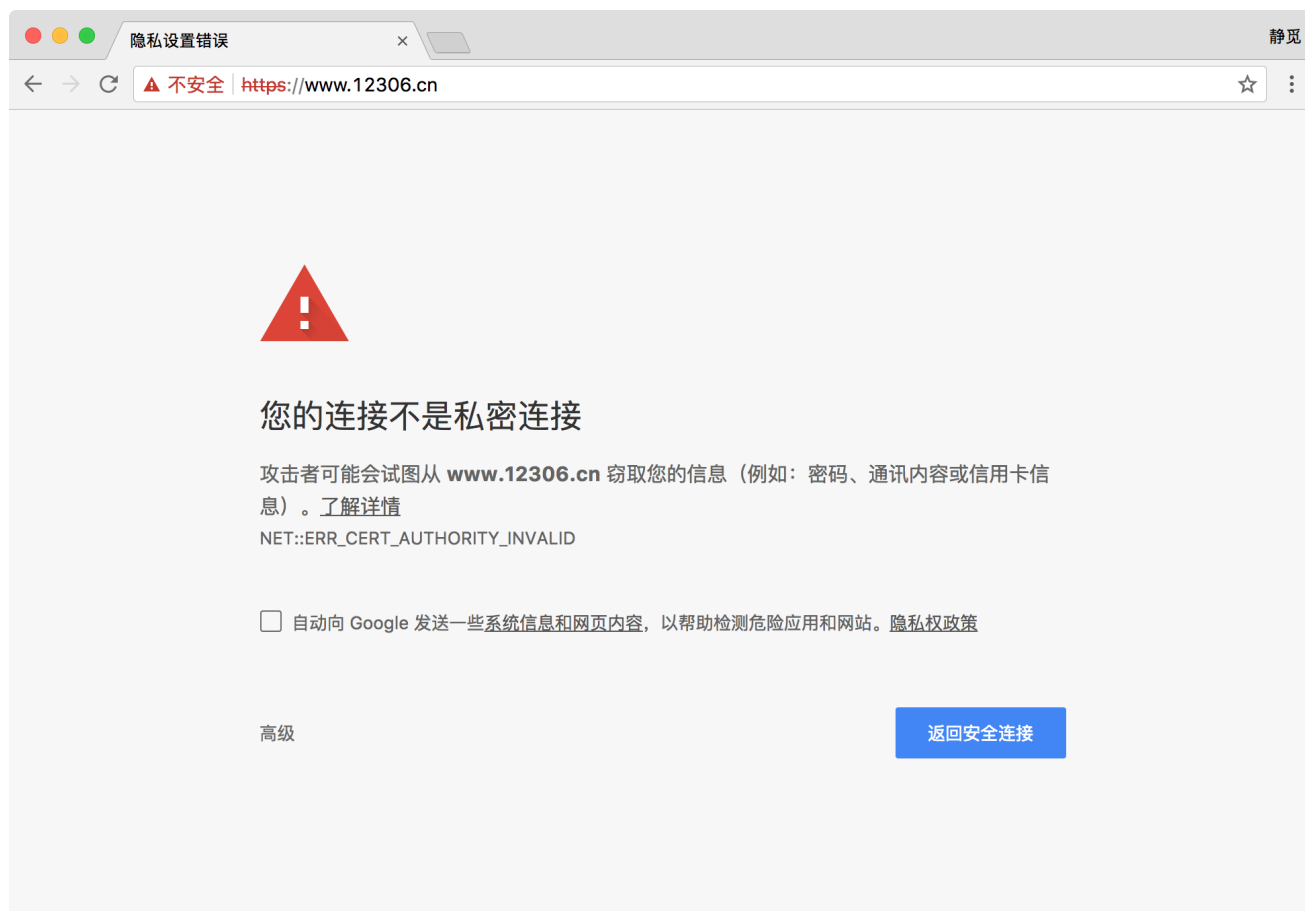 隐私设置错误
静觅
不安全 https://www.12306.cn
您的连接不是私密连接
攻击者可能会试图从 www.12306.cn 窃取您的信息（例如：密码、通讯内容或信用卡信
息）。了解详情
NET::ERR_CERT_AUTHORITY_INVALID
自动向 Google 发送一些系统信息和网页内容，以帮助检测危险应用和网站。隐私权政策
高级
返回安全连接